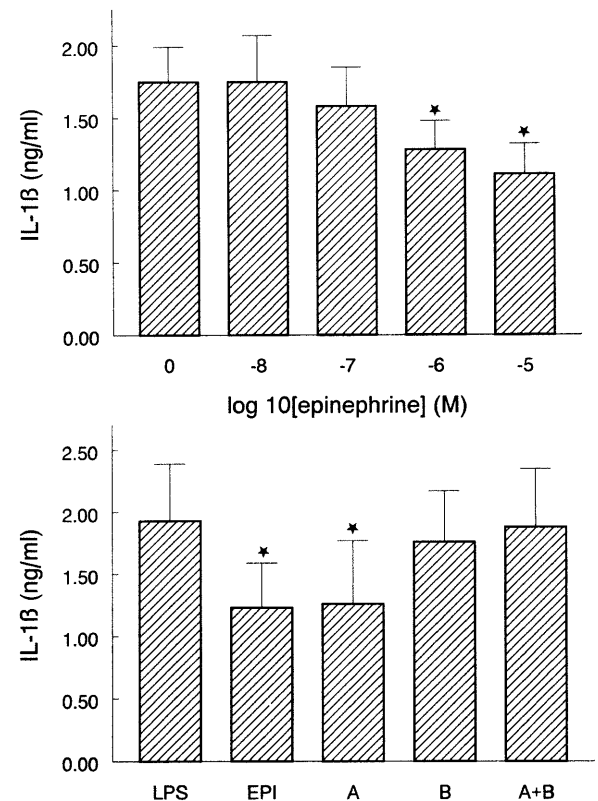 2.00
1.50
1.00
0.50
0.00
IL-1ß (ng/ml)
0 -8 -7 -6 -5
log 10[epinephrine] (M)
2.50
2.00
1.50
1.00
0.50
0.00
IL-1ß (ng/ml)
LPS EPI A B A+B